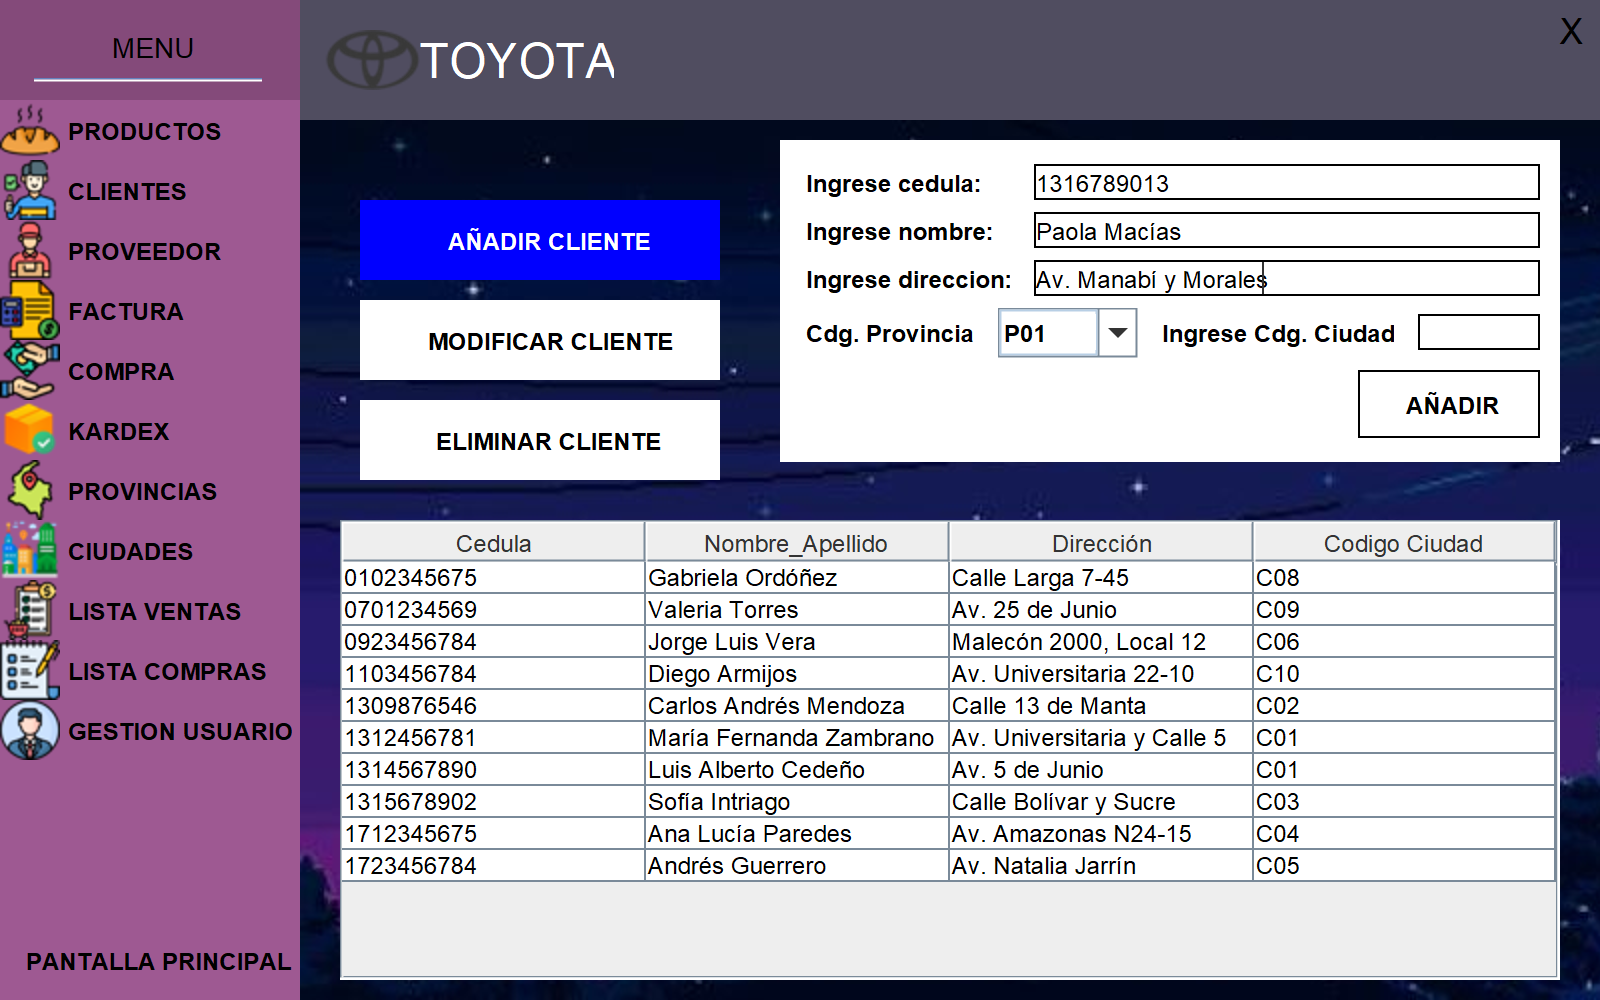 MENU
TOYOTA
X
PRODUCTOS
CLIENTES
PROVEEDOR
FACTURA
COMPRA
KARDEX
PROVINCIAS
CIUDADES
LISTA VENTAS
LISTA COMPRAS
GESTION USUARIO
PANTALLA PRINCIPAL
AÑADIR CLIENTE
MODIFICAR CLIENTE
ELIMINAR CLIENTE
Ingrese cedula: 1316789013
Ingrese nombre: Paola Macías
Ingrese direccion: Av. Manabí y Morales
Cdg. Provincia P01 Ingrese Cdg. Ciudad
AÑADIR
Cedula Nombre_Apellido Dirección Codigo Ciudad
0102345675 Gabriela Ordóñez Calle Larga 7-45 C08
0701234569 Valeria Torres Av. 25 de Junio C09
0923456784 Jorge Luis Vera Malecón 2000, Local 12 C06
1103456784 Diego Armijos Av. Universitaria 22-10 C10
1309876546 Carlos Andrés Mendoza Calle 13 de Manta C02
1312456781 María Fernanda Zambrano Av. Universitaria y Calle 5 C01
1314567890 Luis Alberto Cedeño Av. 5 de Junio C01
1315678902 Sofía Intriago Calle Bolívar y Sucre C03
1712345675 Ana Lucía Paredes Av. Amazonas N24-15 C04
1723456784 Andrés Guerrero Av. Natalia Jarrín C05